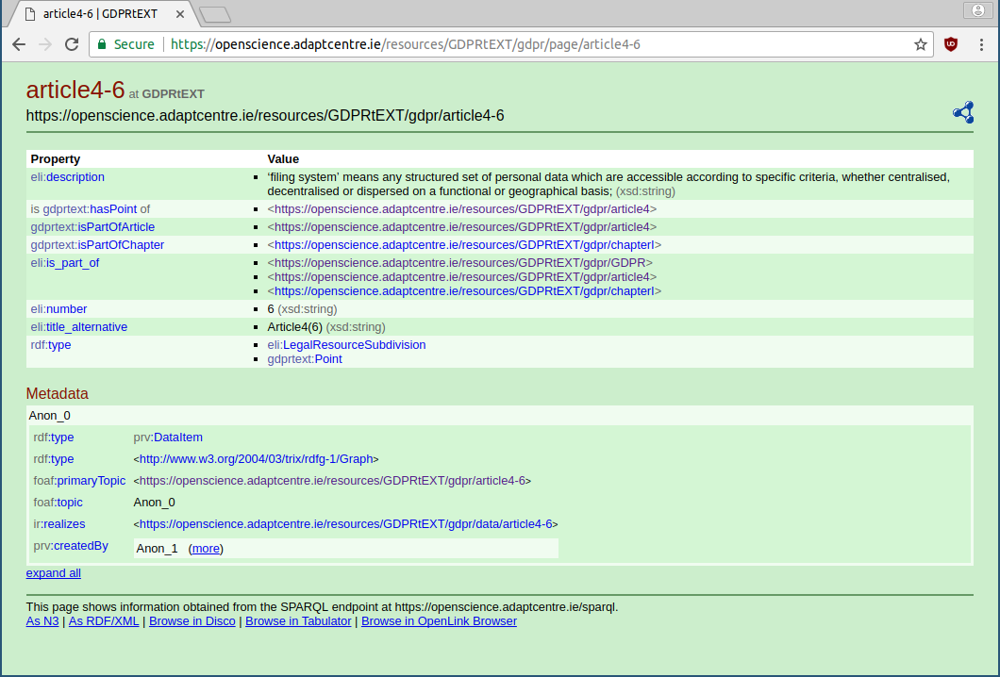 article4-6 | GDPRtEXT
Secure https://openscience.adaptcentre.ie/resources/GDPRtEXT/gdpr/page/article4-6
article4-6 at GDPRtEXT
https://openscience.adaptcentre.ie/resources/GDPRtEXT/gdpr/article4-6
Property Value
eli:description ‘filing system’ means any structured set of personal data which are accessible according to specific criteria, whether centralised,
decentralised or dispersed on a functional or geographical basis; (xsd:string)
is gdprtext:hasPoint of <https://openscience.adaptcentre.ie/resources/GDPRtEXT/gdpr/article4>
gdprtext:isPartOfArticle <https://openscience.adaptcentre.ie/resources/GDPRtEXT/gdpr/article4>
gdprtext:isPartOfChapter <https://openscience.adaptcentre.ie/resources/GDPRtEXT/gdpr/chapterI>
eli:is_part_of <https://openscience.adaptcentre.ie/resources/GDPRtEXT/gdpr/GDPR>
<https://openscience.adaptcentre.ie/resources/GDPRtEXT/gdpr/article4>
<https://openscience.adaptcentre.ie/resources/GDPRtEXT/gdpr/chapterI>
eli:number 6 (xsd:string)
eli:title_alternative Article4(6) (xsd:string)
rdf:type eli:LegalResourceSubdivision
gdprtext:Point
Metadata
Anon_0
rdf:type prv:DataItem
rdf:type <http://www.w3.org/2004/03/trix/rdfg-1/Graph>
foaf:primaryTopic <https://openscience.adaptcentre.ie/resources/GDPRtEXT/gdpr/article4-6>
foaf:topic Anon_0
ir:realizes <https://openscience.adaptcentre.ie/resources/GDPRtEXT/gdpr/data/article4-6>
prv:createdBy Anon_1 (more)
expand all
This page shows information obtained from the SPARQL endpoint at https://openscience.adaptcentre.ie/sparql.
As N3 | As RDF/XML | Browse in Disco | Browse in Tabulator | Browse in OpenLink Browser